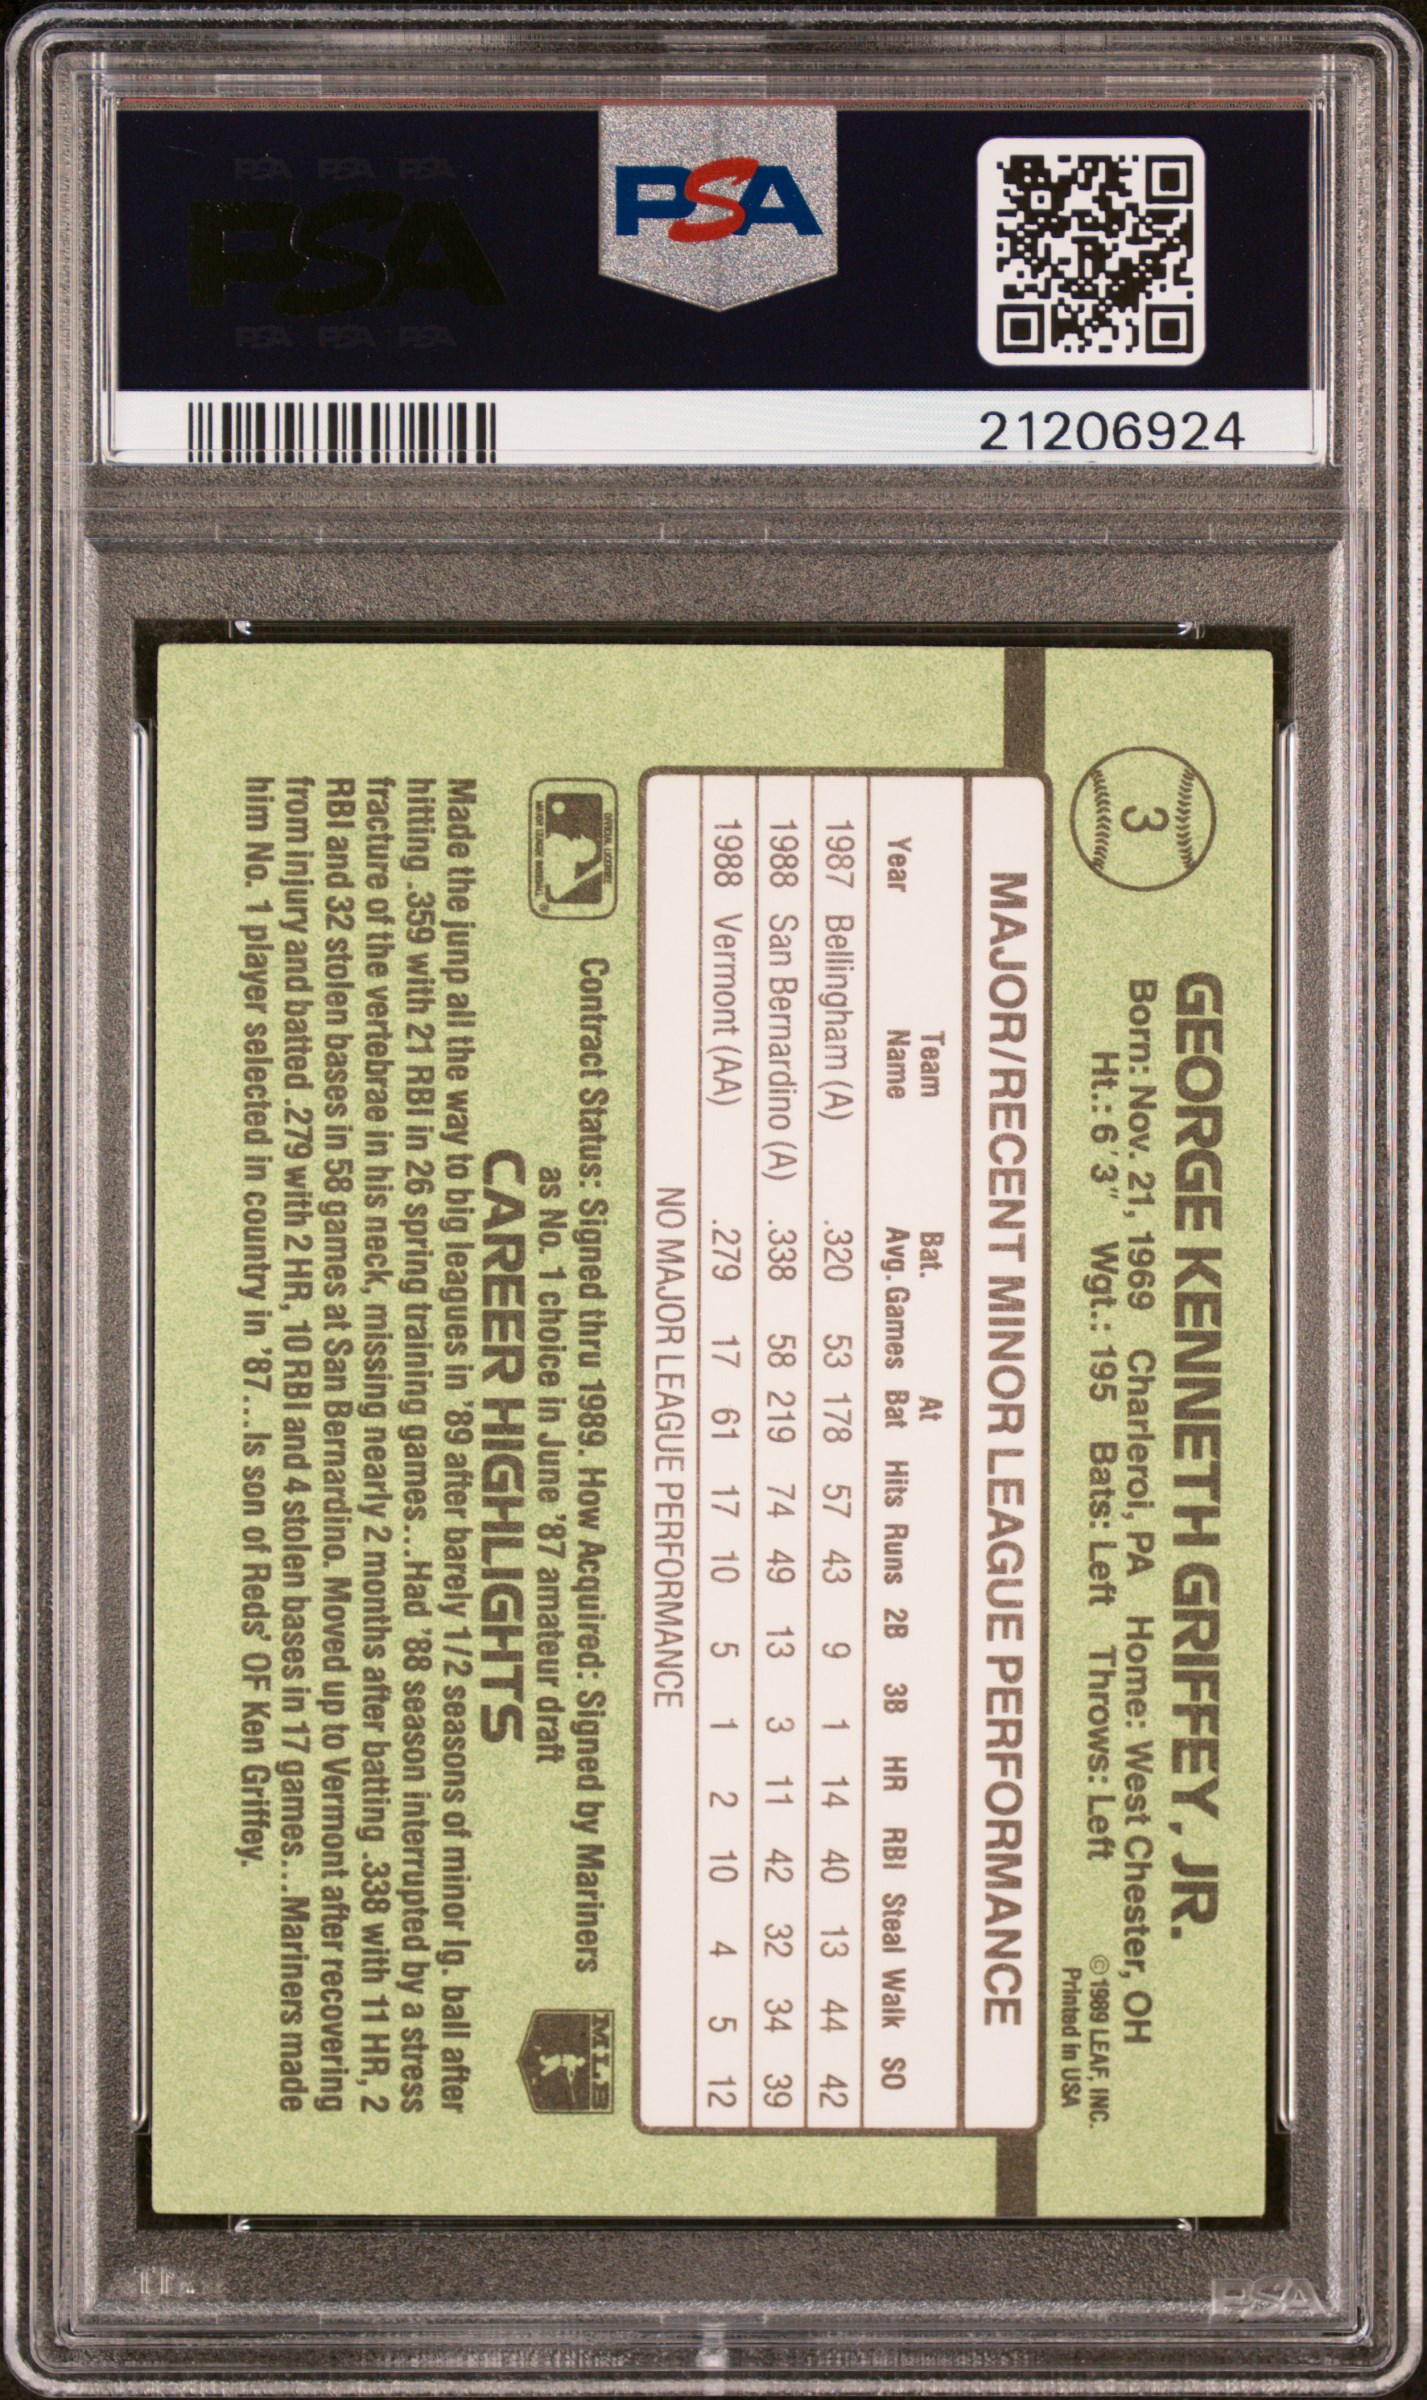 PSA PSA PSA
PSA
PSA PSA PSA
PSA
21206924
3
GEORGE KENNETH GRIFFEY, JR.
Born: Nov. 21, 1969 Charleroi, PA Home: West Chester, OH
Ht.: 6´3˝ Wgt.: 195 Bats: Left Throws: Left
©1989 LEAF, INC.
Printed in USA
MAJOR/RECENT MINOR LEAGUE PERFORMANCE
Year Team Name Bat. Avg. Games At Bat Hits Runs 2B 3B HR RBI Steal Walk SO
1987 Bellingham (A) .320 53 178 57 43 9 1 14 40 13 44 42
1988 San Bernardino (A) .338 58 219 74 49 13 3 11 42 32 34 39
1988 Vermont (AA) .279 17 61 17 10 5 1 2 10 4 5 12
NO MAJOR LEAGUE PERFORMANCE
OFFICIAL LICENSEE
MAJOR LEAGUE BASEBALL ®
Contract Status: Signed thru 1989. How Acquired: Signed by Mariners
as No. 1 choice in June '87 amateur draft
MLB
CAREER HIGHLIGHTS
Made the junp all the way to big leagues in '89 after barely 1/2 seasons of minor lg. ball after
hitting .359 with 21 RBI in 26 spring training games...Had '88 season interrupted by a stress
fracture of the vertebrae in his neck, missing nearly 2 months after batting .338 with 11 HR, 2
RBI and 32 stolen bases in 58 games at San Bernardino. Moved up to Vermont after recovering
from injury and batted .279 with 2 HR, 10 RBI and 4 stolen bases in 17 games...Mariners made
him No. 1 player selected in country in '87...Is son of Reds' OF Ken Griffey.
PSA